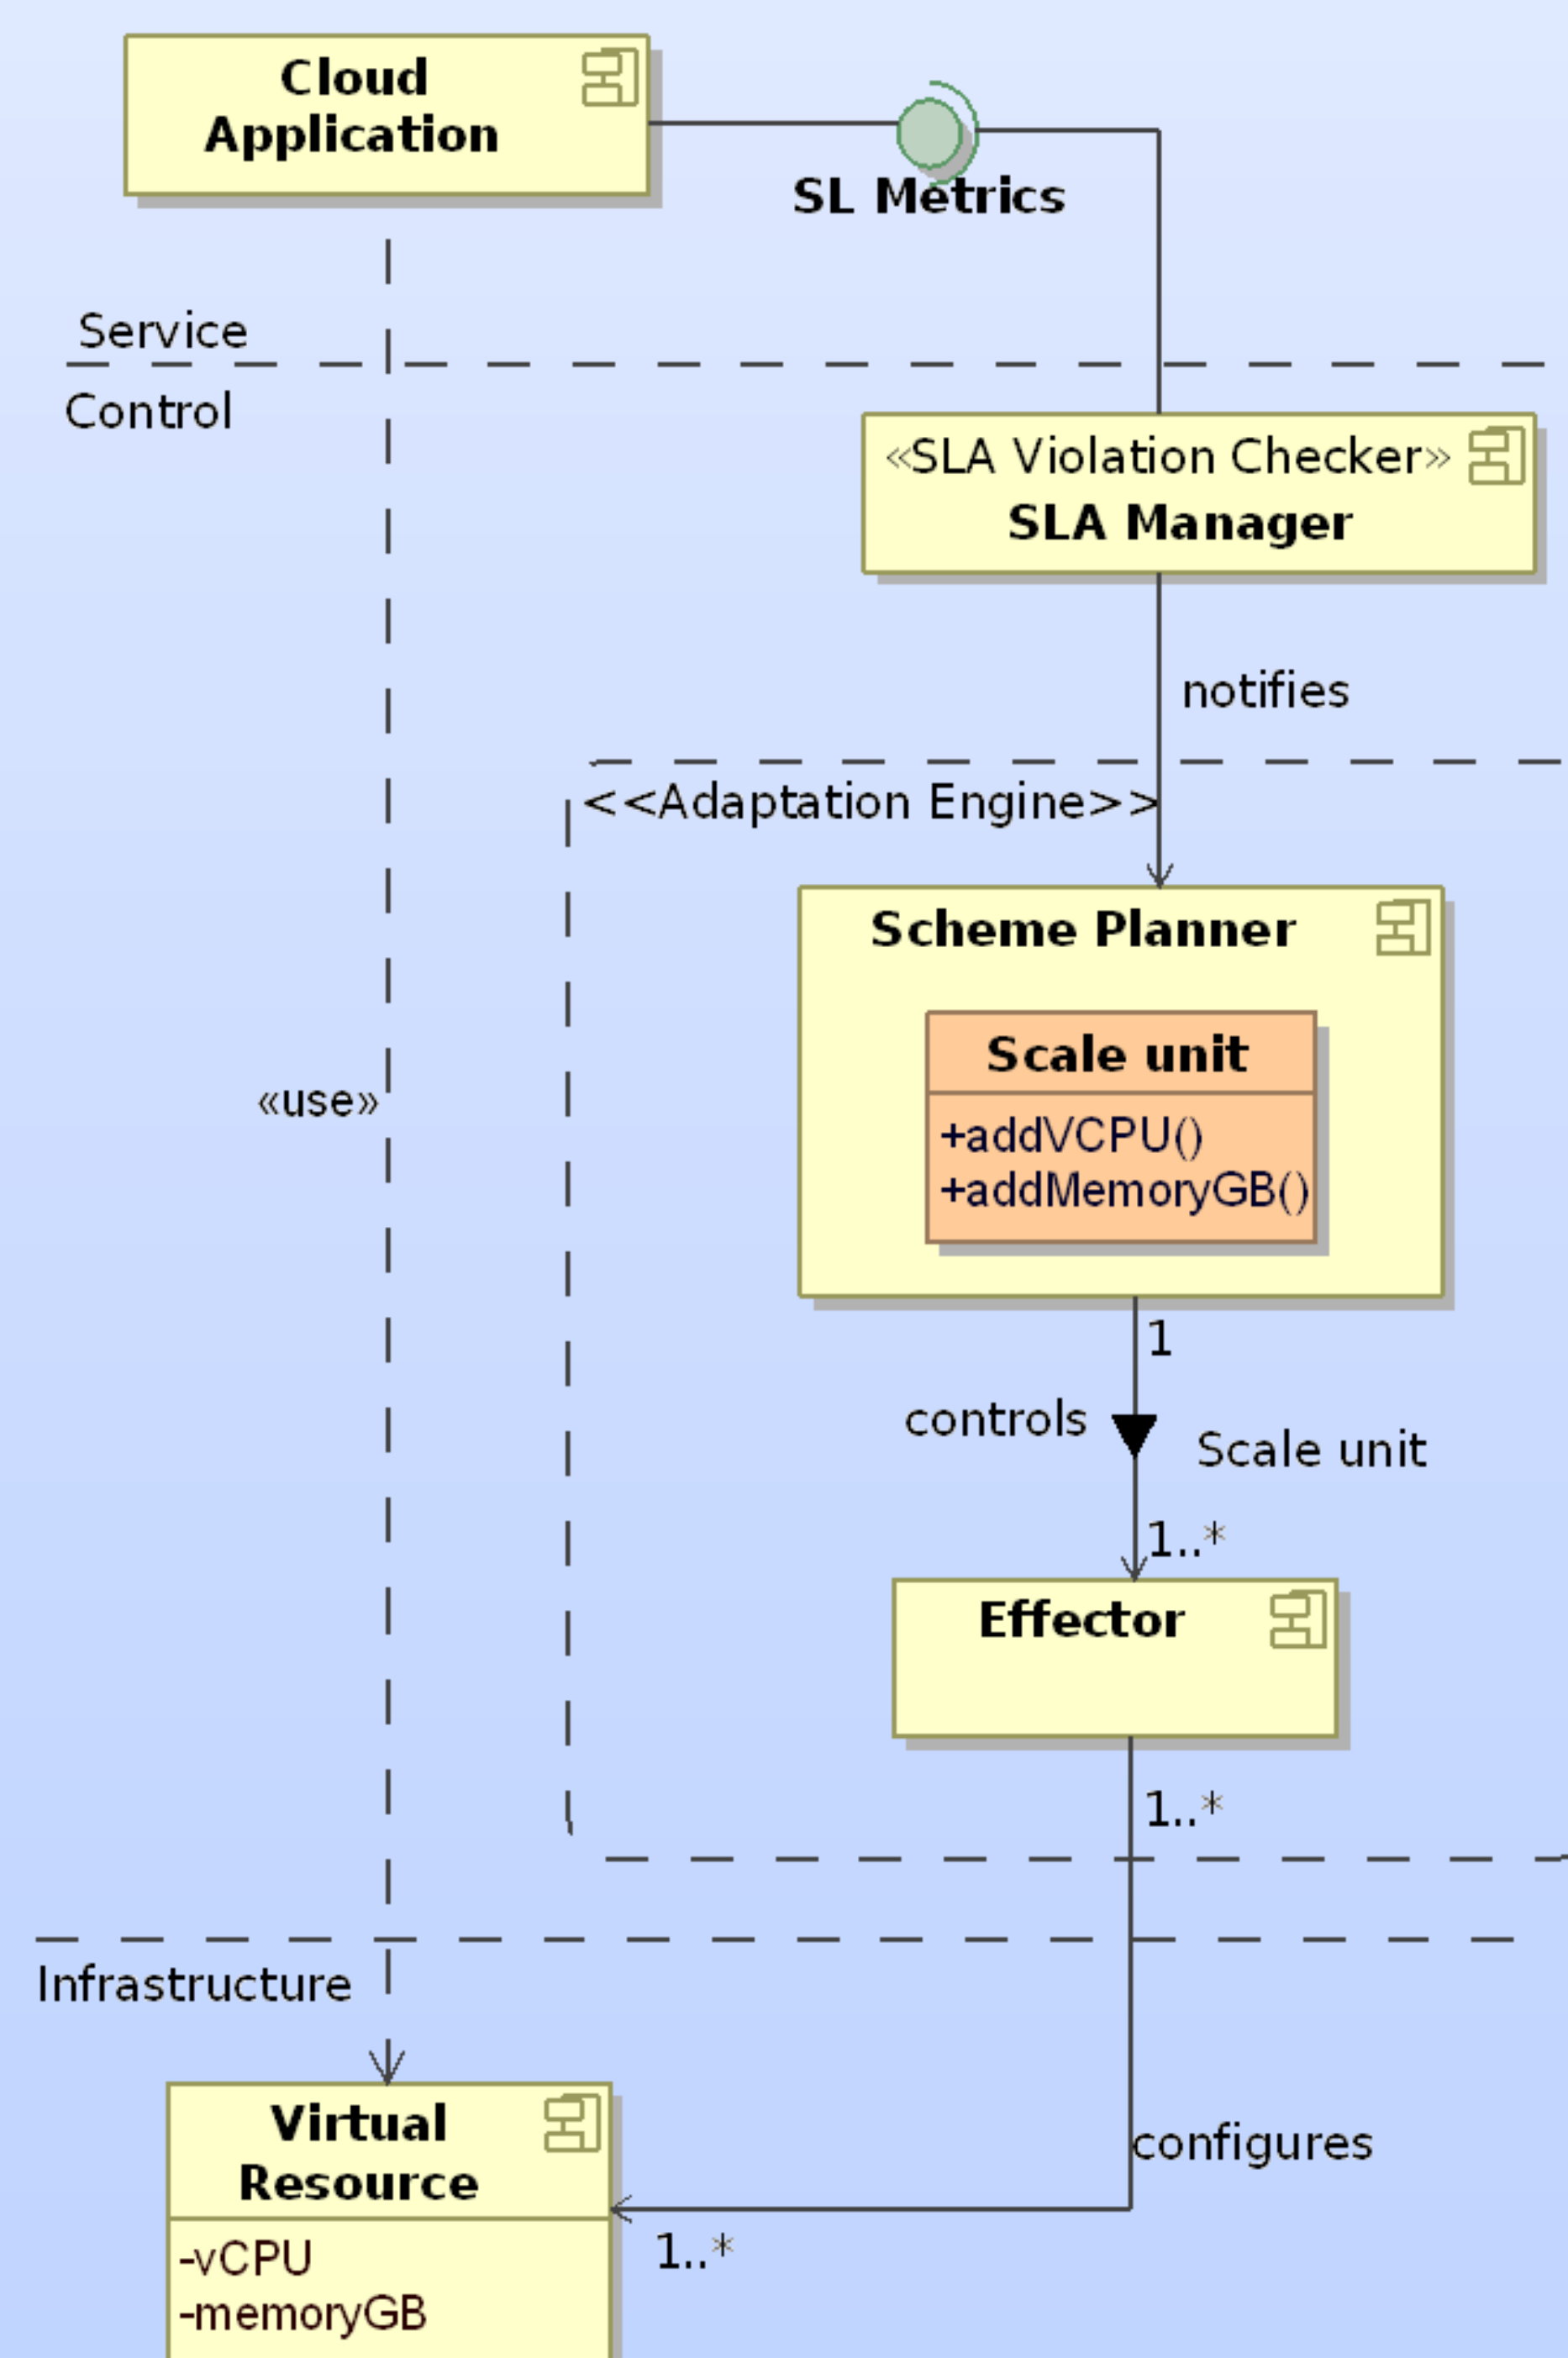 Cloud
Application
SL Metrics
Service
Control
«SLA Violation Checker»
SLA Manager
notifies
<<Adaptation Engine>>
Scheme Planner
Scale unit
+addVCPU()
+addMemoryGB()
«use»
1
controls
Scale unit
1..*
Effector
1..*
Infrastructure
Virtual
Resource
configures
1..*
-vCPU
-memoryGB